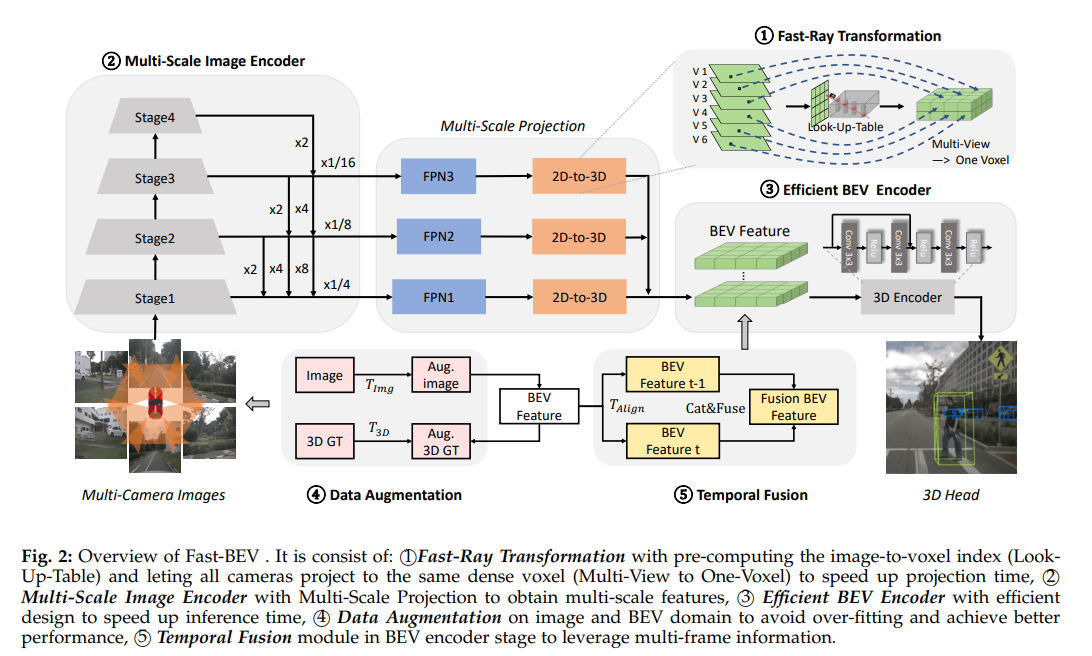 ① Fast-Ray Transformation
② Multi-Scale Image Encoder
V 1
V 2
V 3
V 4
V 5
V 6
Look-Up-Table
Multi-View
—> One Voxel
Stage4
Stage3
Stage2
Stage1
x2
x1/16
x2
x4
x1/8
x2
x4
x8
x1/4
Multi-Scale Projection
FPN3
2D-to-3D
FPN2
2D-to-3D
FPN1
2D-to-3D
③ Efficient BEV Encoder
BEV Feature
Conv 3x3
Relu
Conv 3x3
Relu
Conv 3x3
Relu
3D Encoder
Image
T_Img
Aug.
image
3D GT
T_3D
Aug.
3D GT
BEV
Feature
T_Align
BEV
Feature t-1
BEV
Feature t
Cat&Fuse
Fusion BEV
Feature
Multi-Camera Images
④ Data Augmentation
⑤ Temporal Fusion
3D Head
Fig. 2: Overview of Fast-BEV . It is consist of: ①Fast-Ray Transformation with pre-computing the image-to-voxel index (Look-
Up-Table) and leting all cameras project to the same dense voxel (Multi-View to One-Voxel) to speed up projection time, ②
Multi-Scale Image Encoder with Multi-Scale Projection to obtain multi-scale features, ③ Efficient BEV Encoder with efficient
design to speed up inference time, ④ Data Augmentation on image and BEV domain to avoid over-fitting and achieve better
performance, ⑤ Temporal Fusion module in BEV encoder stage to leverage multi-frame information.